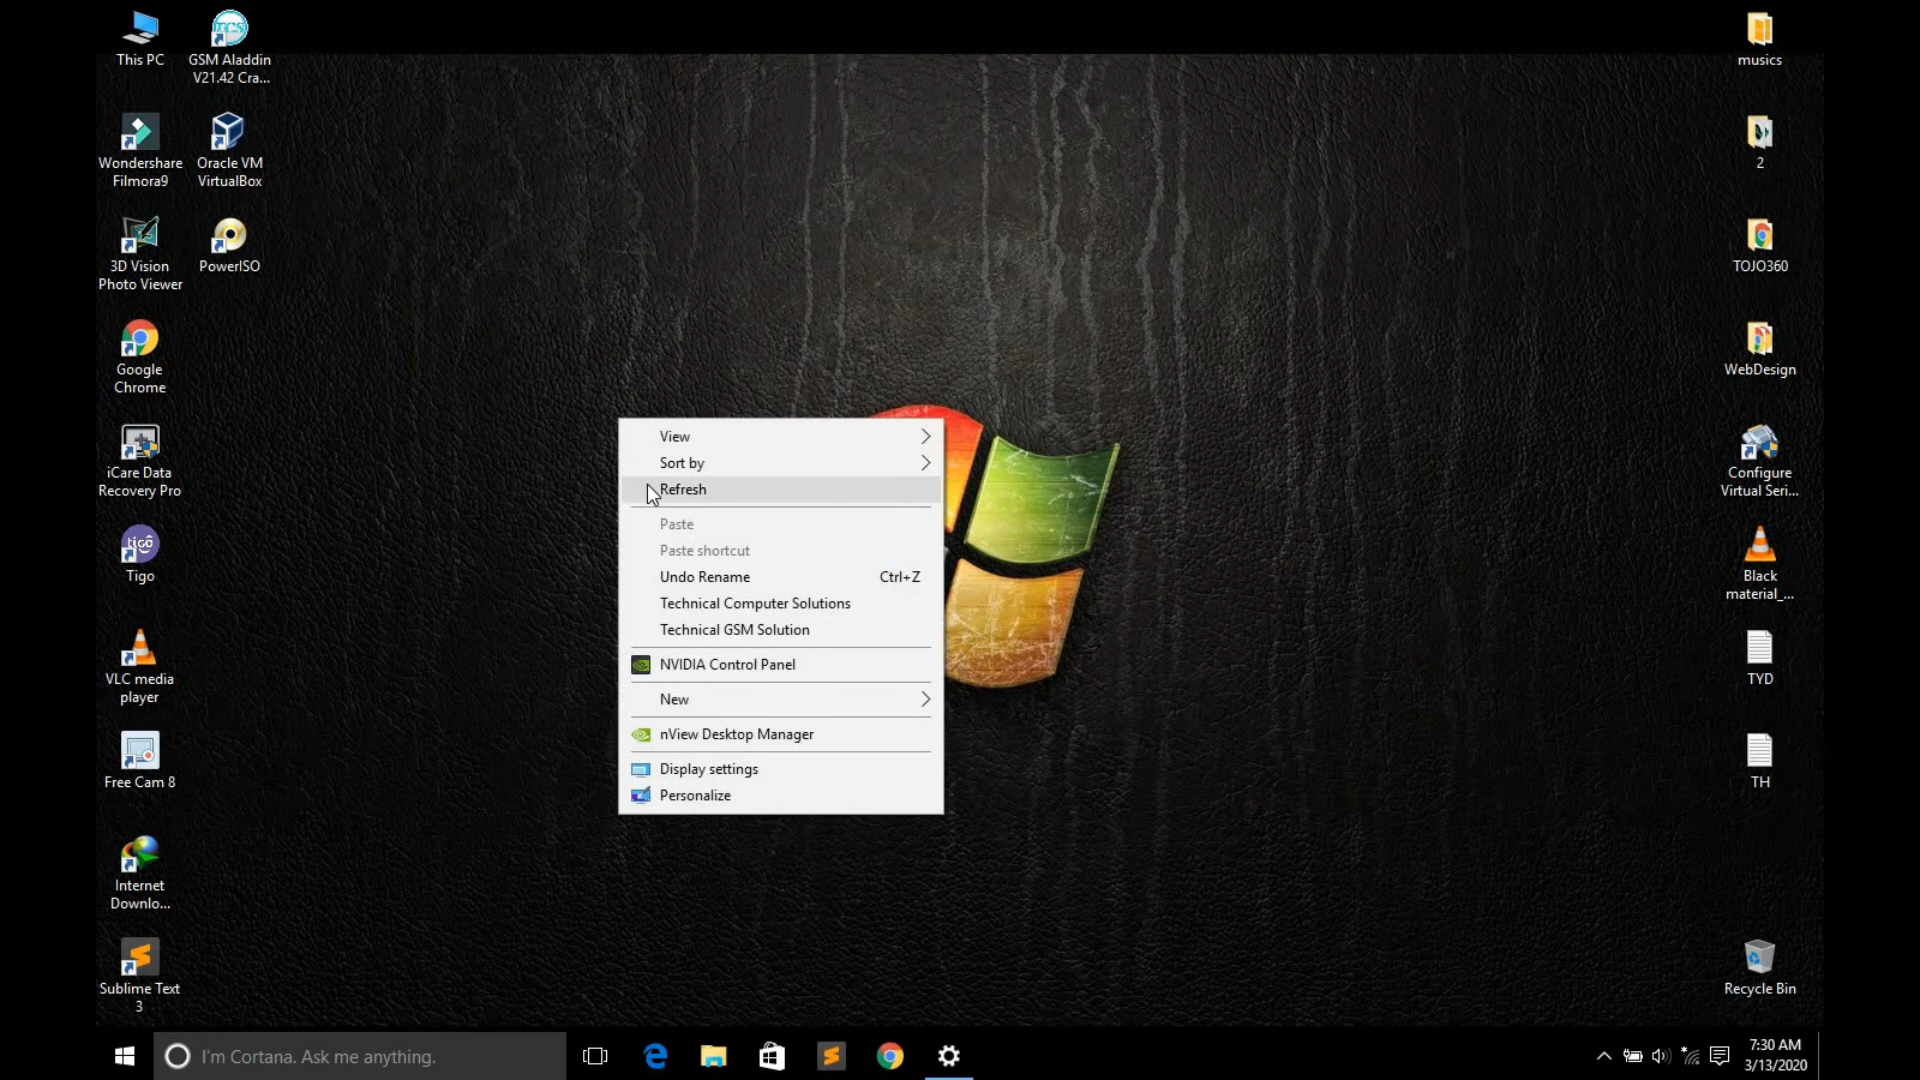 This PC
GSM Aladdin
V21.42 Cra...
Wondershare
Filmora9
Oracle VM
VirtualBox
3D Vision
Photo Viewer
PowerISO
Google
Chrome
iCare Data
Recovery Pro
tigo
Tigo
VLC media
player
Free Cam 8
Internet
Downlo...
Sublime Text
3
View
Sort by
Refresh
Paste
Paste shortcut
Undo Rename Ctrl+Z
Technical Computer Solutions
Technical GSM Solution
NVIDIA Control Panel
New
nView Desktop Manager
Display settings
Personalize
musics
2
TOJO360
WebDesign
Configure
Virtual Seri...
Black
material_...
TYD
TH
Recycle Bin
I'm Cortana. Ask me anything.
7:30 AM
3/13/2020